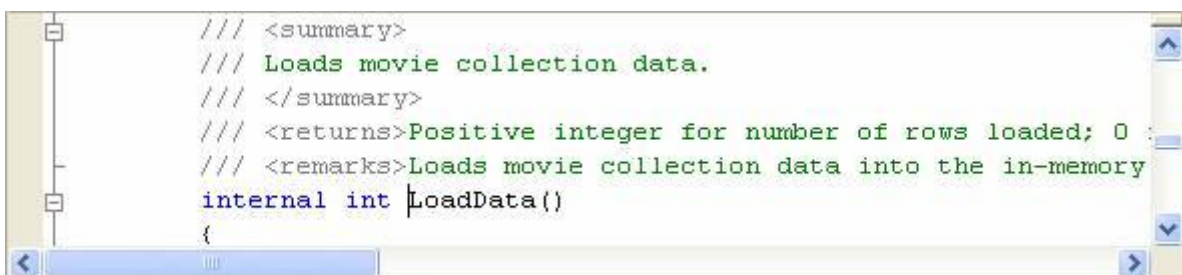 /// <summary>
/// Loads movie collection data.
/// </summary>
/// <returns>Positive integer for number of rows loaded; 0
/// <remarks>Loads movie collection data into the in-memory
internal int LoadData()
{